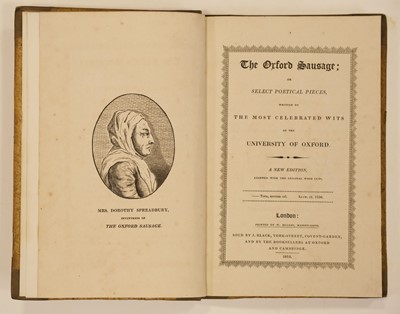 MRS. DOROTHY SPREADBURY,
INVENTRESS OF
THE OXFORD SAUSAGE.
The Oxford Sausage;
OR,
SELECT POETICAL PIECES,
WRITTEN BY
THE MOST CELEBRATED WITS
OF THE
UNIVERSITY OF OXFORD.
A NEW EDITION,
ADORNED WITH THE ORIGINAL WOOD CUTS.
London:
SOLD BY J. BLACK, YORK-STREET, COVENT-GARDEN,
AND BY THE BOOKSELLERS AT OXFORD
AND CAMBRIDGE.